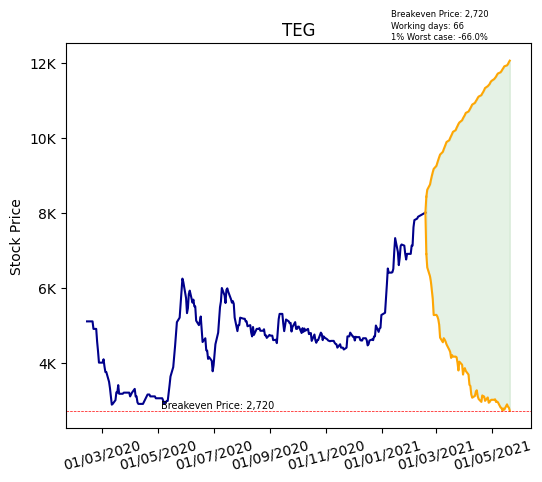 Breakeven Price: 2,720
Working days: 66
1% Worst case: -66.0%
TEG
Stock Price
12K
10K
8K
6K
4K
Breakeven Price: 2,720
01/03/2020 01/05/2020 01/07/2020 01/09/2020 01/11/2020 01/01/2021 01/03/2021 01/05/2021